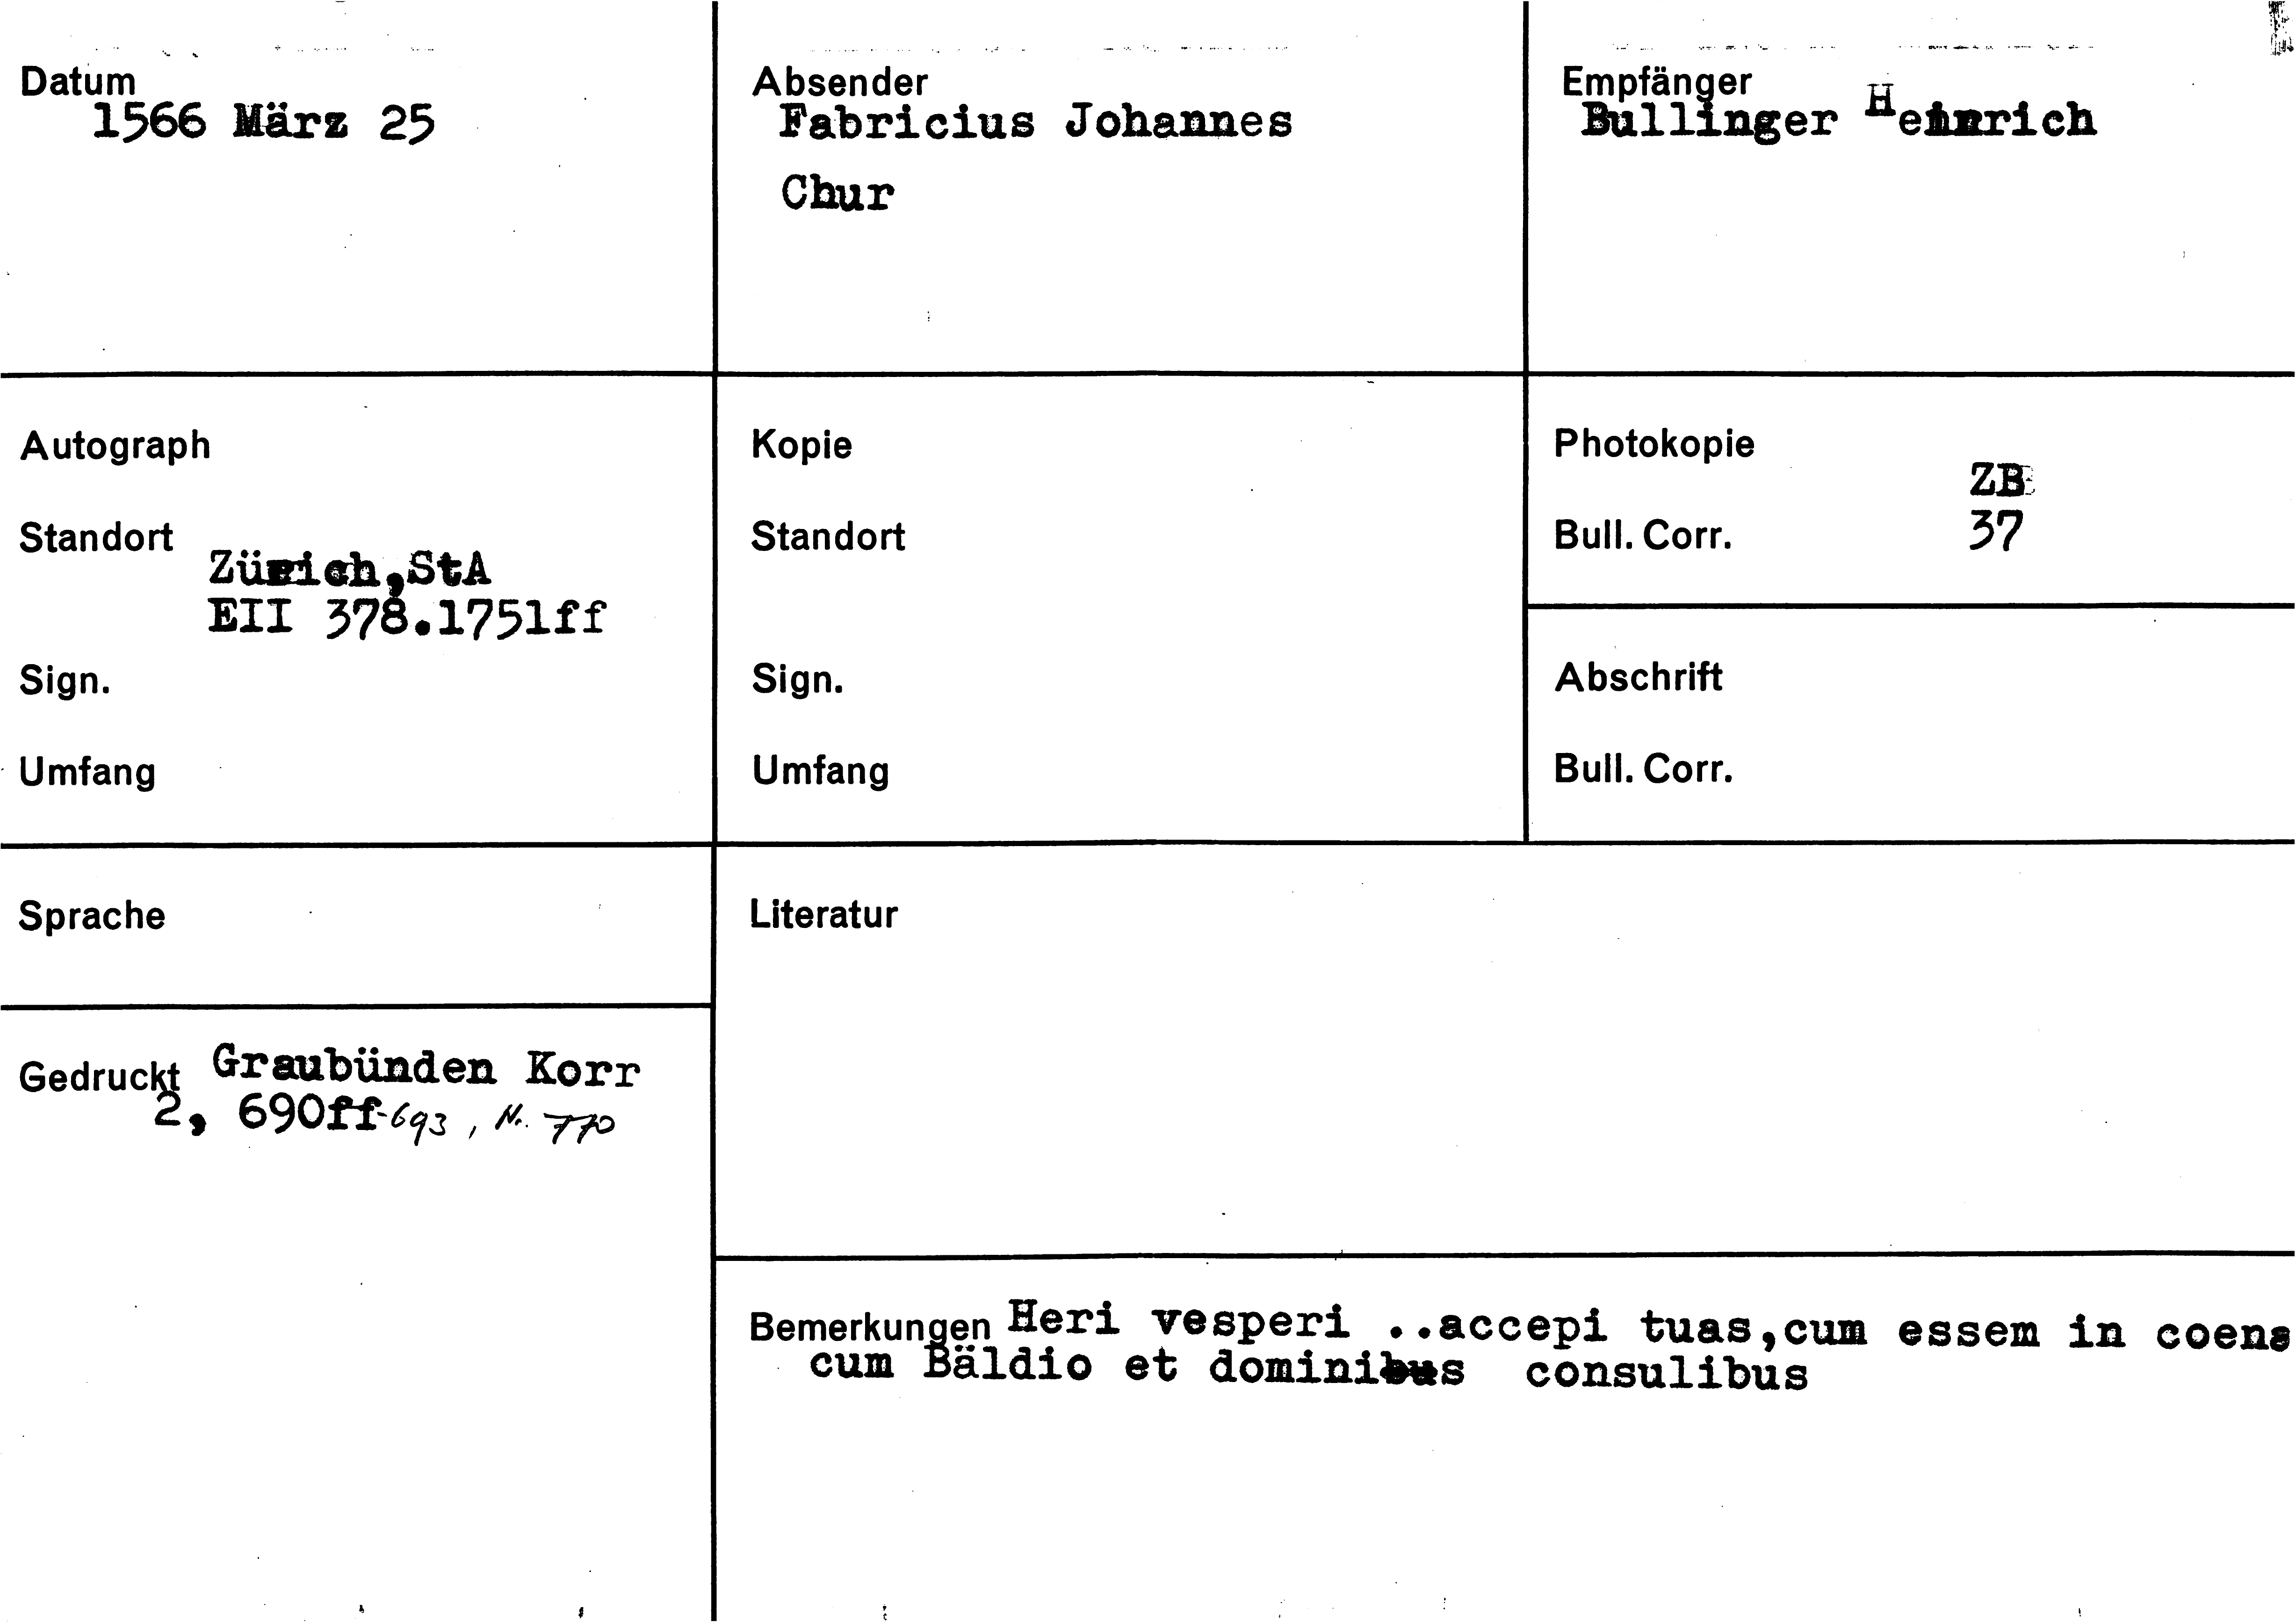 Datum
1566 März 25
Absender
Fabricius Johannes
Chur
Empfänger
Bullinger Heinrich
Autograph
Standort
Zürich,StA
EII 378.1751ff
Sign.
Umfang
Kopie
Standort
Sign.
Umfang
Photokopie
ZB
Bull. Corr. 37
Abschrift
Bull. Corr.
Sprache
Literatur
Gedruckt Graubünden Korr
2, 690ff-693, N. 770
Bemerkungen Heri vesperi ..accepi tuas,cum essem in coena
cum Bäldio et dominibus consulibus